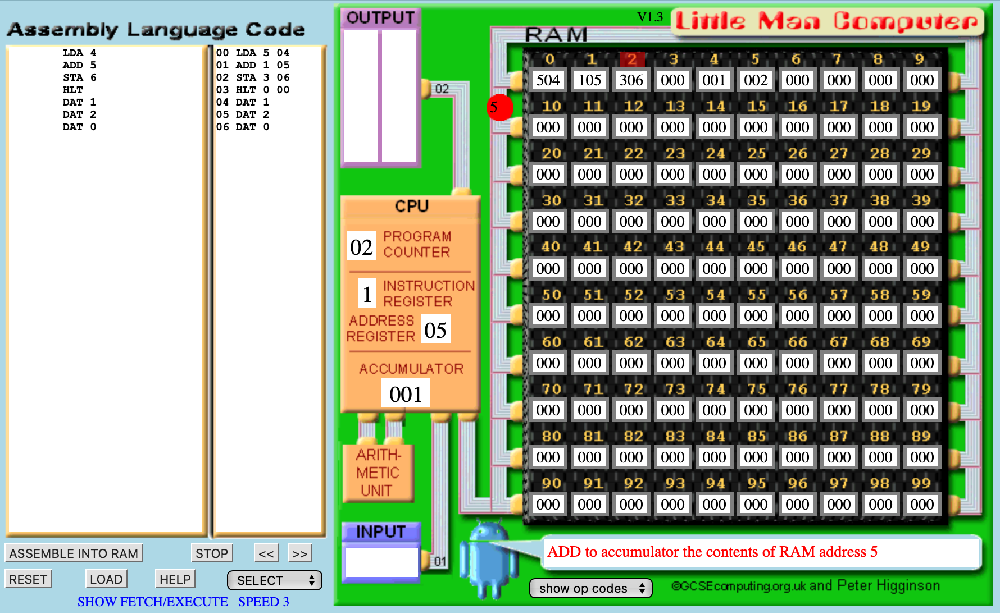 V1.3
Little Man Computer
Assembly Language Code
LDA 4
ADD 5
STA 6
HLT
DAT 1
DAT 2
DAT 0
00 LDA 5 04
01 ADD 1 05
02 STA 3 06
03 HLT 0 00
04 DAT 1
05 DAT 2
06 DAT 0
ASSEMBLE INTO RAM STOP << >>
RESET LOAD HELP SELECT
SHOW FETCH/EXECUTE SPEED 3
OUTPUT
02
CPU
02 PROGRAM
COUNTER
1 INSTRUCTION
REGISTER
ADDRESS
REGISTER 05
ACCUMULATOR
001
ARITH-
METIC
UNIT
INPUT
01
5
RAM
0 1 2 3 4 5 6 7 8 9
504 105 306 000 001 002 000 000 000 000
10 11 12 13 14 15 16 17 18 19
000 000 000 000 000 000 000 000 000 000
20 21 22 23 24 25 26 27 28 29
000 000 000 000 000 000 000 000 000 000
30 31 32 33 34 35 36 37 38 39
000 000 000 000 000 000 000 000 000 000
40 41 42 43 44 45 46 47 48 49
000 000 000 000 000 000 000 000 000 000
50 51 52 53 54 55 56 57 58 59
000 000 000 000 000 000 000 000 000 000
60 61 62 63 64 65 66 67 68 69
000 000 000 000 000 000 000 000 000 000
70 71 72 73 74 75 76 77 78 79
000 000 000 000 000 000 000 000 000 000
80 81 82 83 84 85 86 87 88 89
000 000 000 000 000 000 000 000 000 000
90 91 92 93 94 95 96 97 98 99
000 000 000 000 000 000 000 000 000 000
ADD to accumulator the contents of RAM address 5
show op codes
©GCSEcomputing.org.uk and Peter Higginson